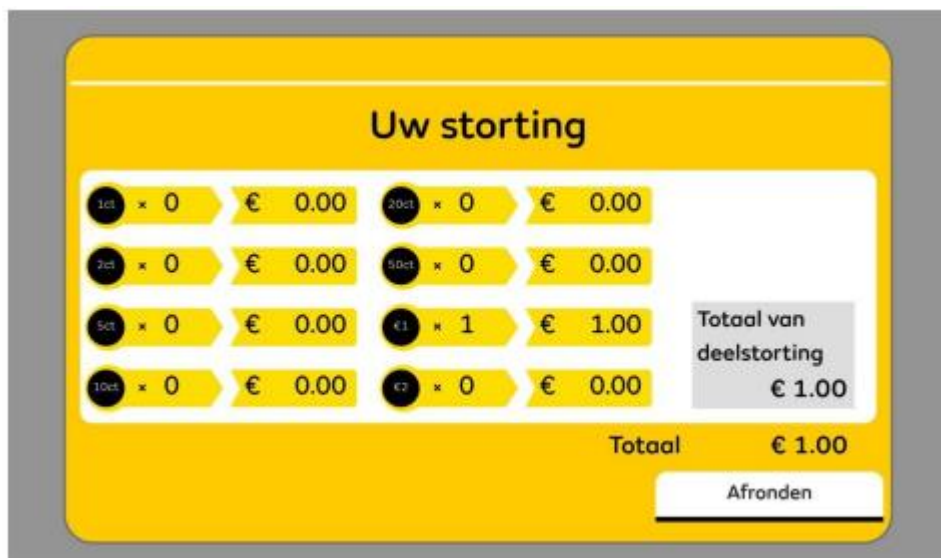 Uw storting
1ct × 0 € 0.00 20ct × 0 € 0.00
2ct × 0 € 0.00 50ct × 0 € 0.00
5ct × 0 € 0.00 €1 × 1 € 1.00
10ct × 0 € 0.00 €2 × 0 € 0.00
Totaal van
deelstorting
€ 1.00
Totaal € 1.00
Afronden